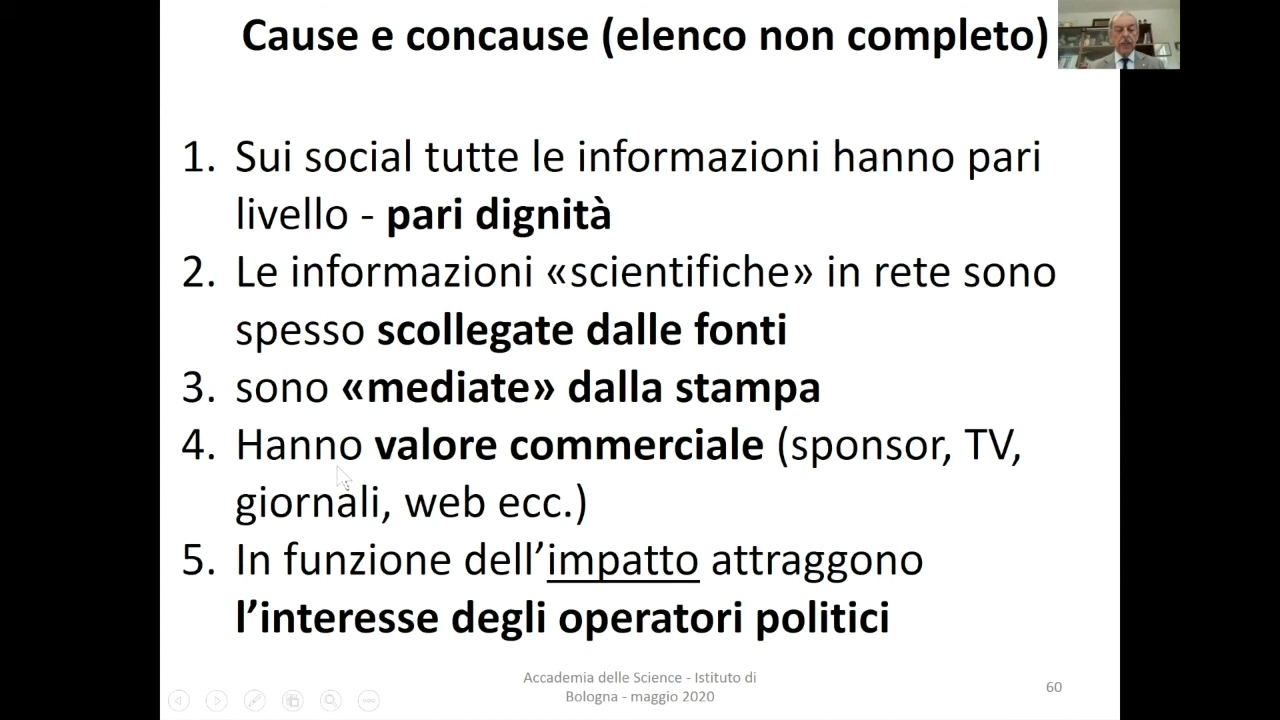 Cause e concause (elenco non completo)
1. Sui social tutte le informazioni hanno pari
livello - pari dignità
2. Le informazioni «scientifiche» in rete sono
spesso scollegate dalle fonti
3. sono «mediate» dalla stampa
4. Hanno valore commerciale (sponsor, TV,
giornali, web ecc.)
5. In funzione dell’impatto attraggono
l’interesse degli operatori politici
Accademia delle Science - Istituto di
Bologna - maggio 2020
60